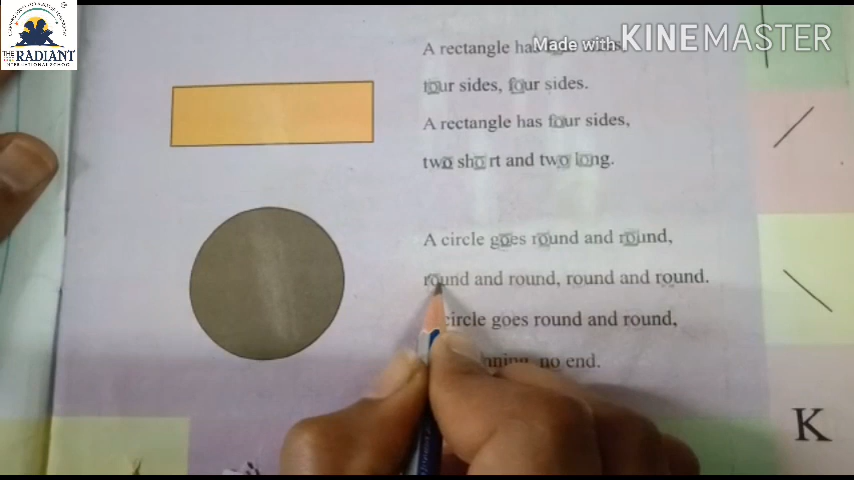 THE RADIANT
INTERNATIONAL SCHOOL
Made with KINEMASTER
A rectangle has
four sides, four sides.
A rectangle has four sides,
two short and two long.
A circle goes round and round,
round and round, round and round.
circle goes round and round,
no end.
K